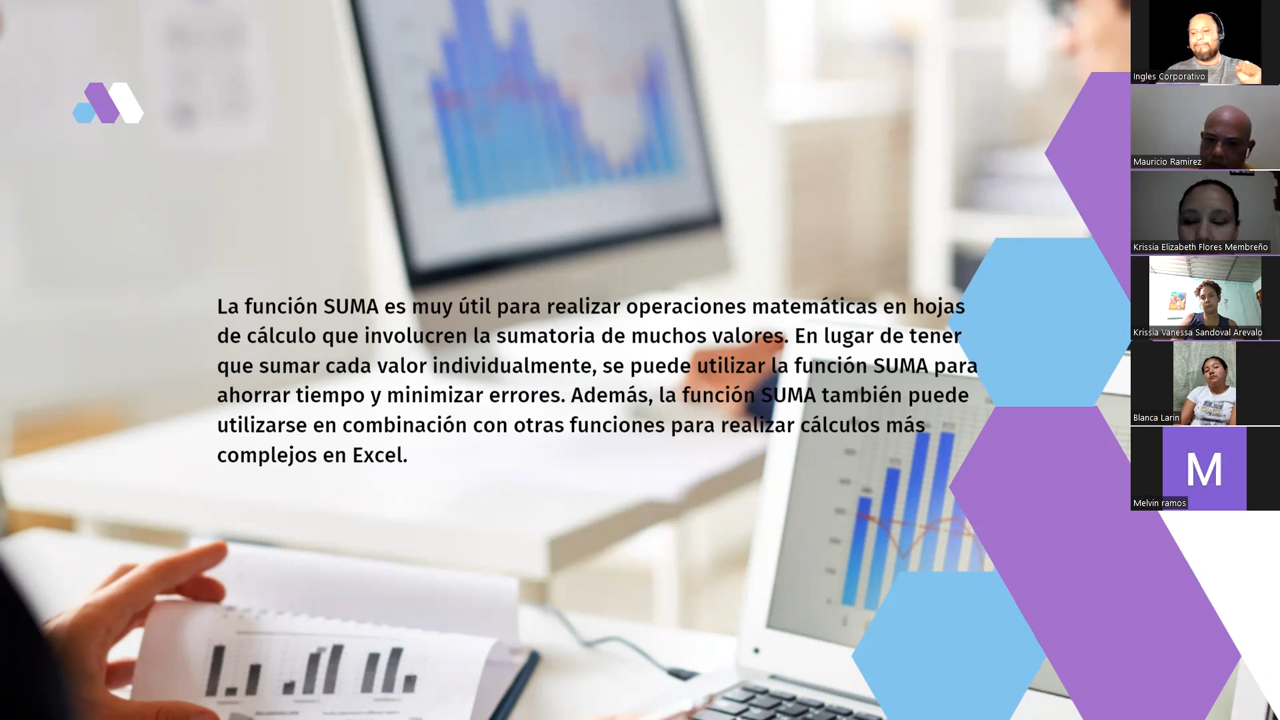 La función SUMA es muy útil para realizar operaciones matemáticas en hojas
de cálculo que involucren la sumatoria de muchos valores. En lugar de tener
que sumar cada valor individualmente, se puede utilizar la función SUMA para
ahorrar tiempo y minimizar errores. Además, la función SUMA también puede
utilizarse en combinación con otras funciones para realizar cálculos más
complejos en Excel.
Ingles Corporativo
Mauricio Ramirez
Krissia Elizabeth Flores Membreño
Krissia Vanessa Sandoval Arevalo
Blanca Larin
M
Melvin ramos